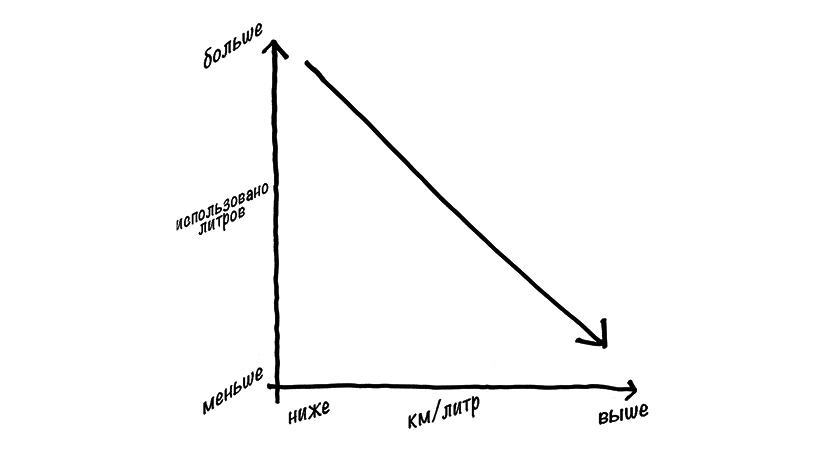 больше
использовано
литров
меньше
ниже
км/литр
выше